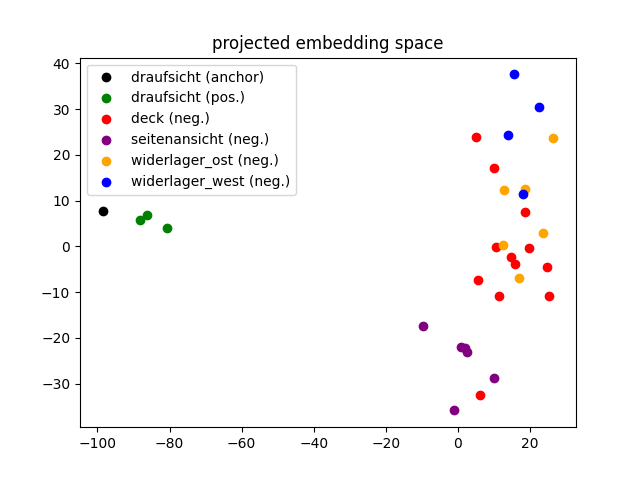 projected embedding space
draufsicht (anchor)
draufsicht (pos.)
deck (neg.)
seitenansicht (neg.)
widerlager_ost (neg.)
widerlager_west (neg.)
40
30
20
10
0
−10
−20
−30
−100 −80 −60 −40 −20 0 20